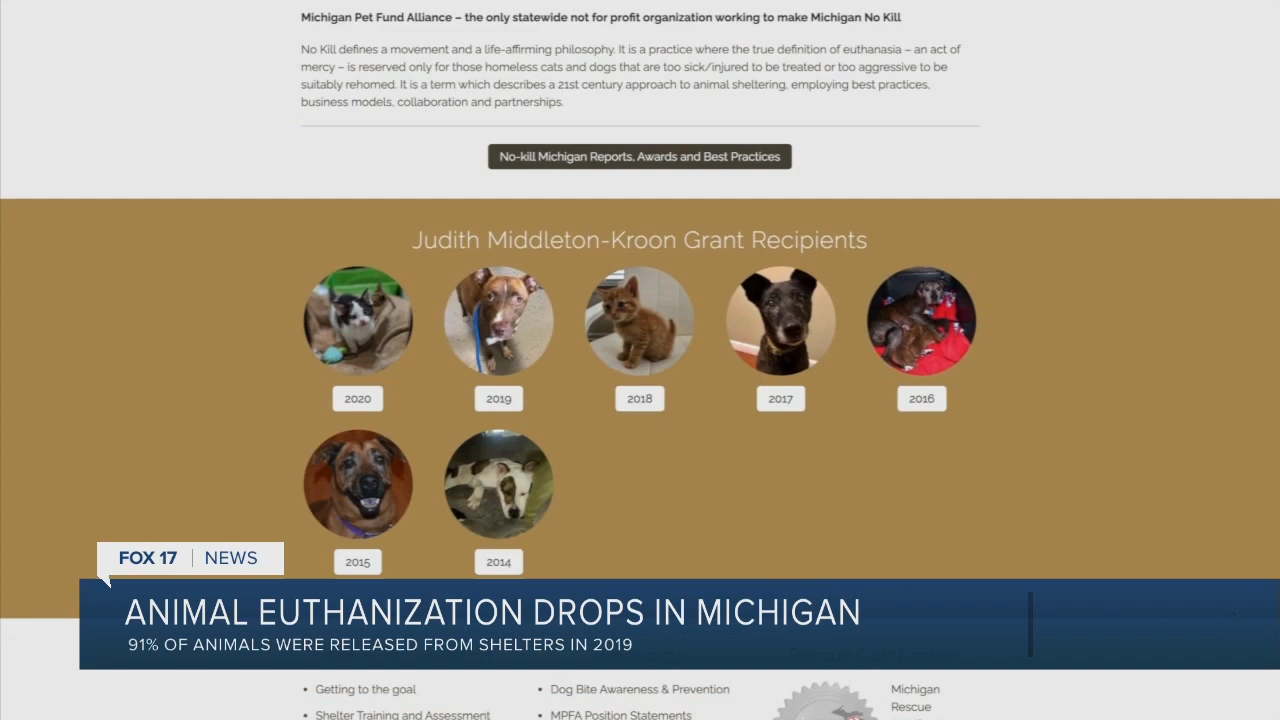 Michigan Pet Fund Alliance – the only statewide not for profit organization working to make Michigan No Kill
No Kill defines a movement and a life-affirming philosophy. It is a practice where the true definition of euthanasia – an act of
mercy – is reserved only for those homeless cats and dogs that are too sick/injured to be treated or too aggressive to be
suitably rehomed. It is a term which describes a 21st century approach to animal sheltering, employing best practices,
business models, collaboration and partnerships.
No-kill Michigan Reports, Awards and Best Practices
Judith Middleton-Kroon Grant Recipients
2020
2019
2018
2017
2016
2015
2014
FOX 17 | NEWS
ANIMAL EUTHANIZATION DROPS IN MICHIGAN
91% OF ANIMALS WERE RELEASED FROM SHELTERS IN 2019
• Getting to the goal
• Shelter Training and Assessment
• Dog Bite Awareness & Prevention
• MPFA Position Statements
Michigan
Rescue